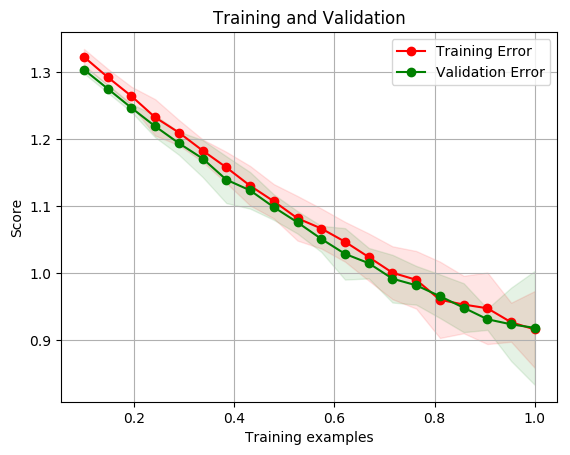 Training and Validation
Training Error
Validation Error
1.3
1.2
1.1
1.0
0.9
Score
0.2
0.4
0.6
0.8
1.0
Training examples